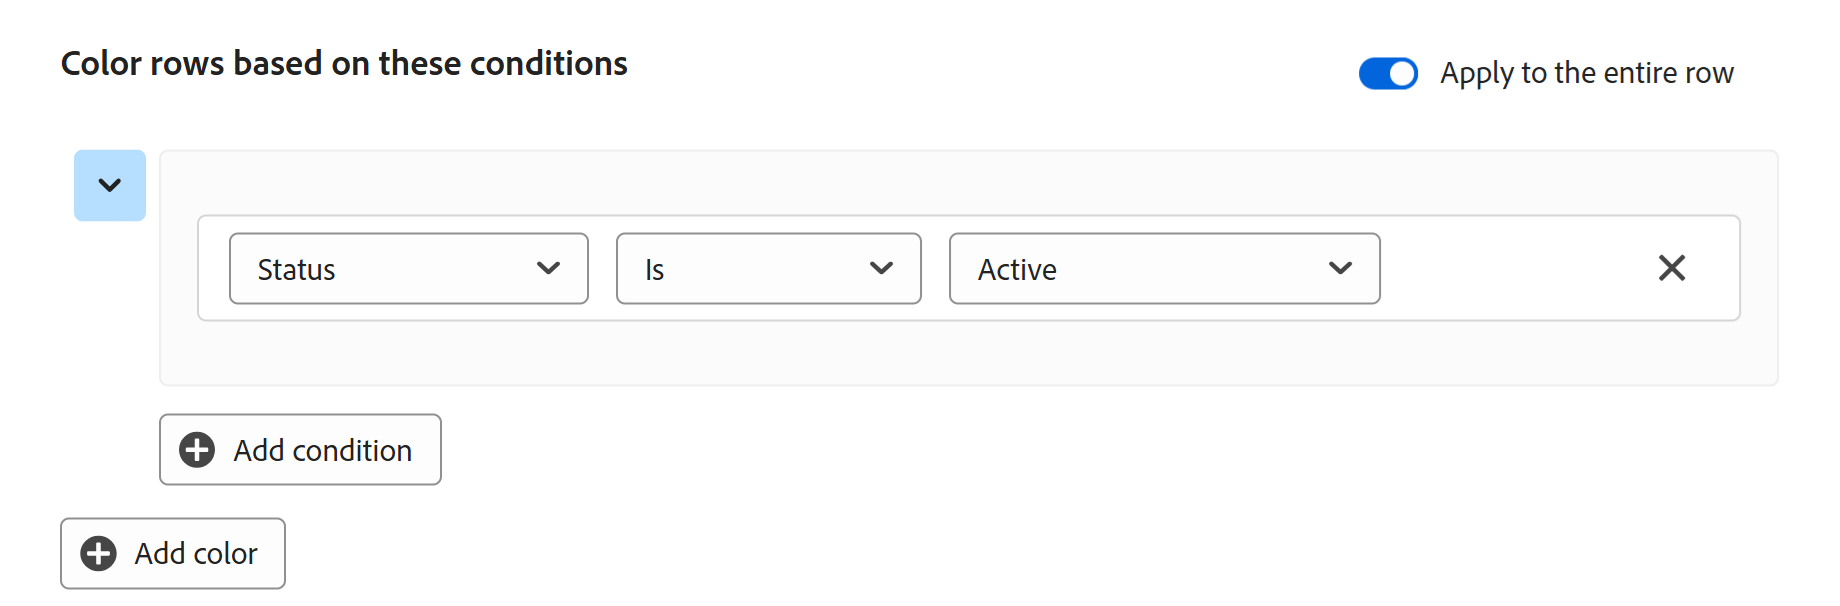 Color rows based on these conditions
Apply to the entire row
Status
Is
Active
Add condition
Add color